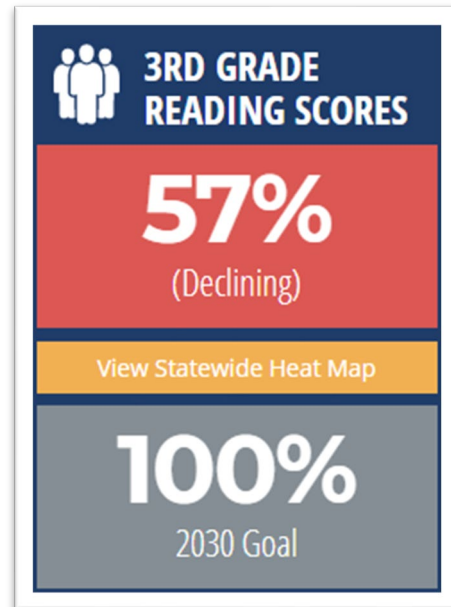 3RD GRADE
READING SCORES
57%
(Declining)
View Statewide Heat Map
100%
2030 Goal